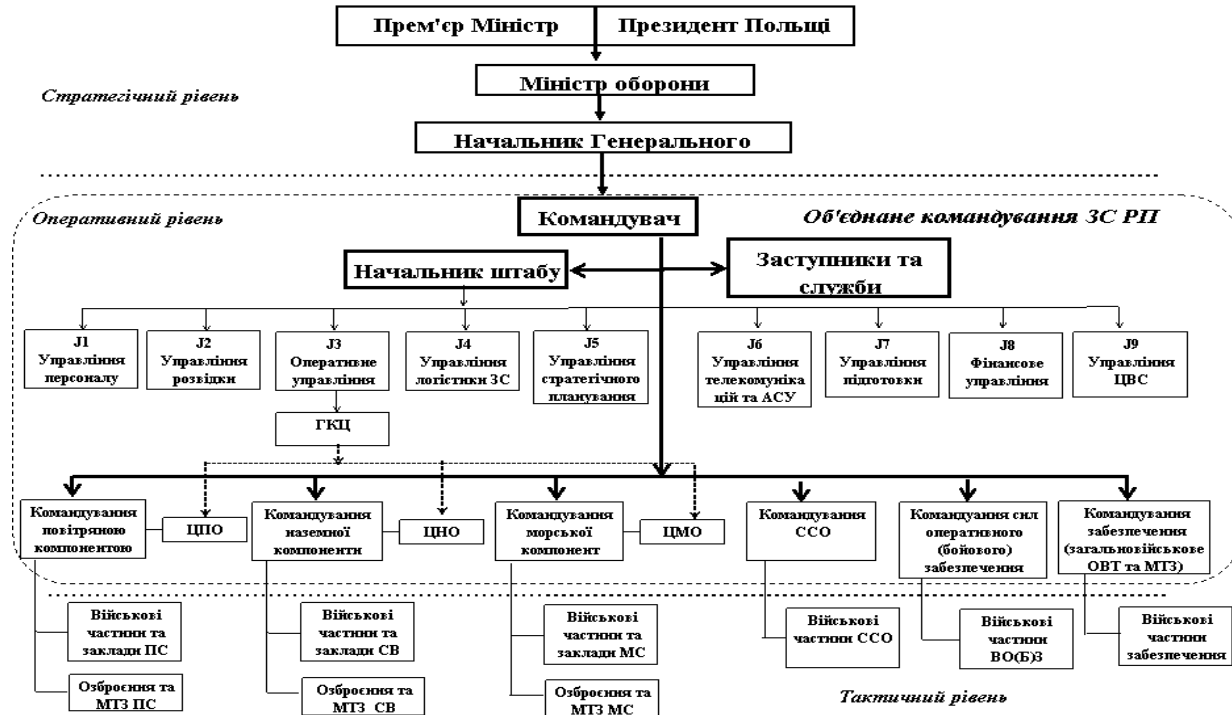 Прем'єр Міністр
Президент Польщі
Міністр оборони
Стратегічний рівень
Начальник Генерального
Оперативний рівень
Командувач
Об'єднане командування ЗС РП
Начальник штабу
Заступники та
служби
J1
Управління
персоналу
J2
Управління
розвідки
J3
Оперативне
управління
J4
Управління
логістики ЗС
J5
Управління
стратегічного
планування
J6
Управління
телекомуніка
цій та АСУ
J7
Управління
підготовки
J8
Фінансове
управління
J9
Управління
ЦВС
ГКЦ
Командування
повітряною
компонентою
ЦПО
Командування
наземної
компоненти
ЦНО
Командування
морської
компонент
ЦМО
Командування
ССО
Командуання сил
оперативного
(бойового)
забезпечення
Командування
забезпечення
(загальновійськове
ОВТ та МТЗ)
Військові
частини та
заклади ПС
Військові
частини та
заклади СВ
Військові
частини та
заклади МС
Військові
частини ССО
Військові
частини
ВО(Б)З
Військові
частини
забезпечення
Озброєння та
МТЗ ПС
Озброєння та
МТЗ СВ
Озброєння та
МТЗ МС
Тактичний рівень